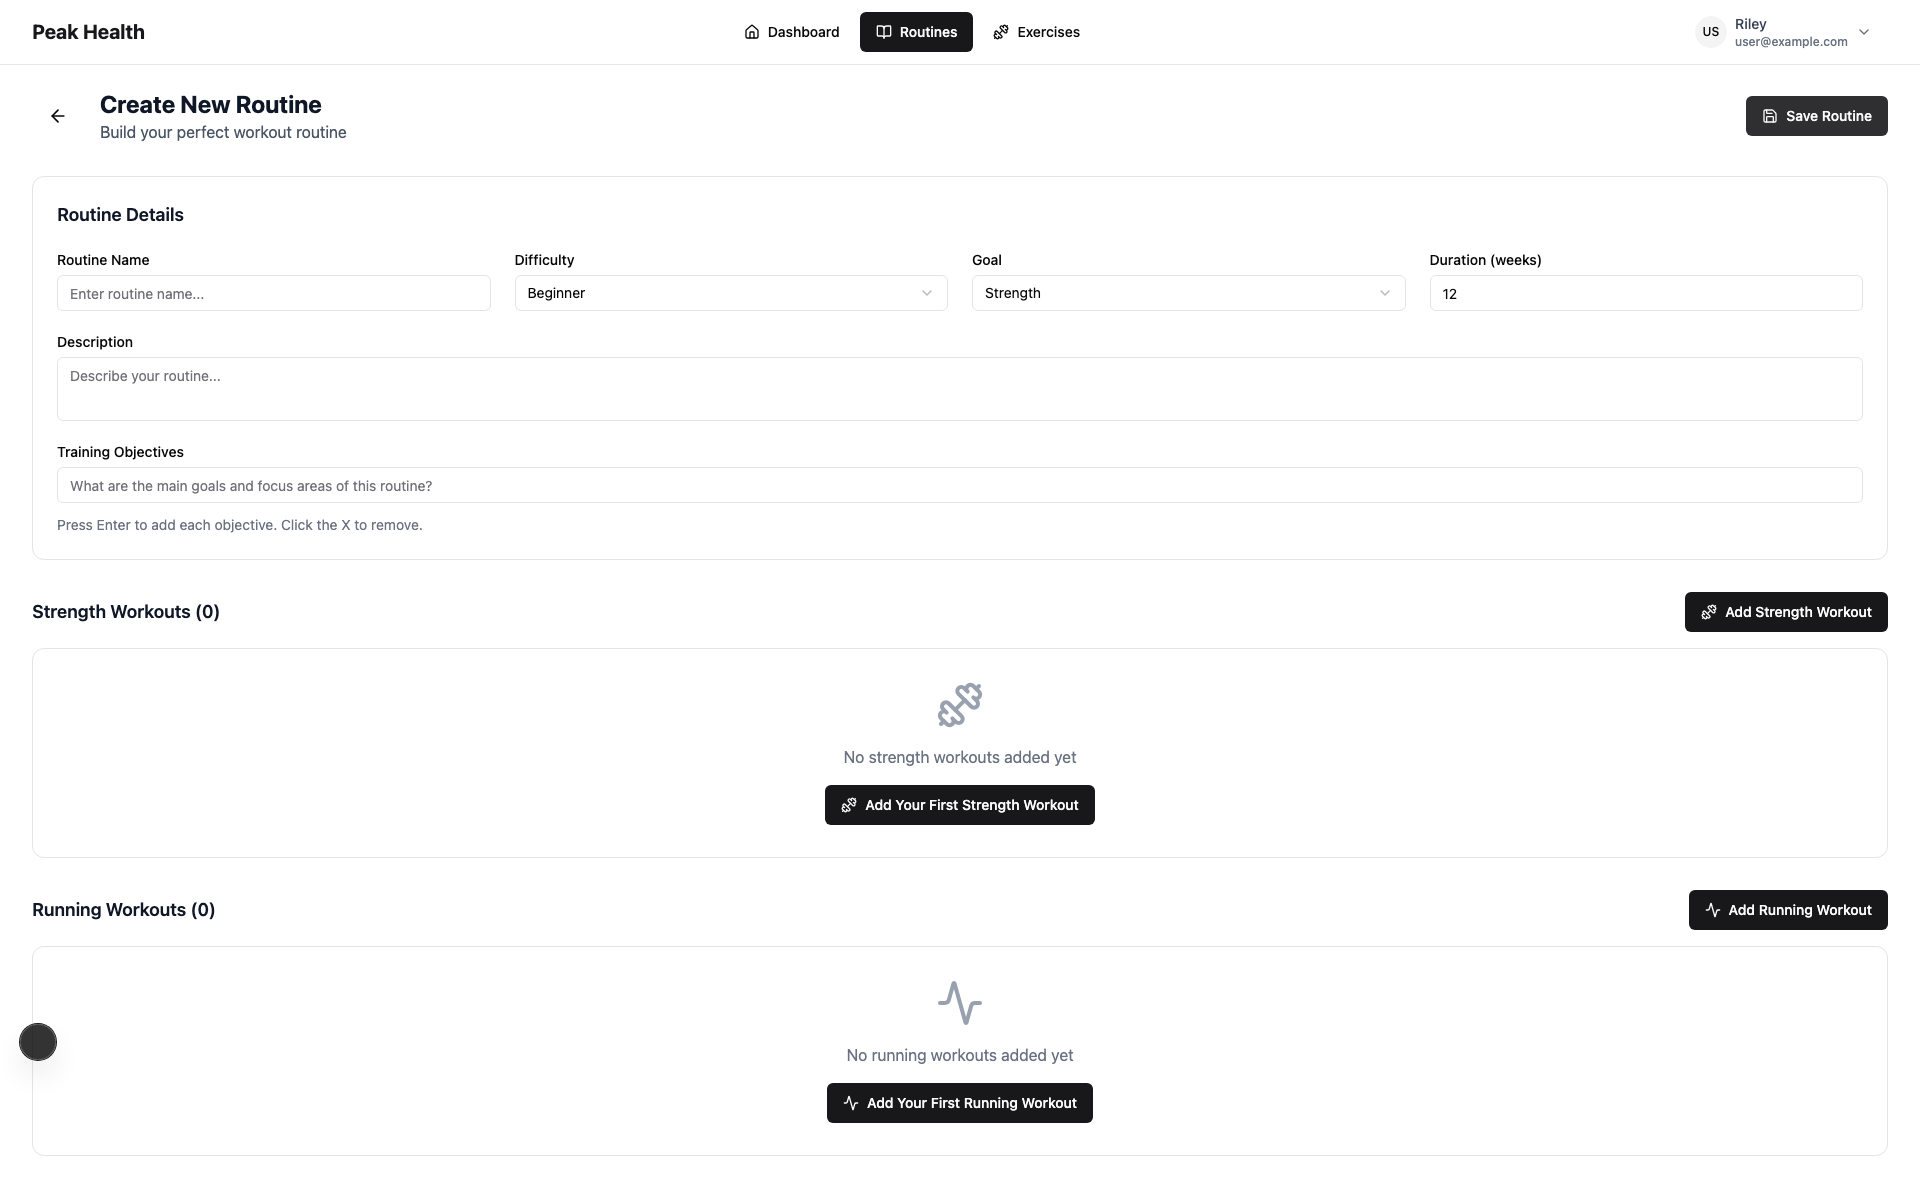 Peak Health
Dashboard
Routines
Exercises
US
Riley
user@example.com
Create New Routine
Build your perfect workout routine
Save Routine
Routine Details
Routine Name
Difficulty
Goal
Duration (weeks)
Enter routine name...
Beginner
Strength
12
Description
Describe your routine...
Training Objectives
What are the main goals and focus areas of this routine?
Press Enter to add each objective. Click the X to remove.
Strength Workouts (0)
Add Strength Workout
No strength workouts added yet
Add Your First Strength Workout
Running Workouts (0)
Add Running Workout
No running workouts added yet
Add Your First Running Workout